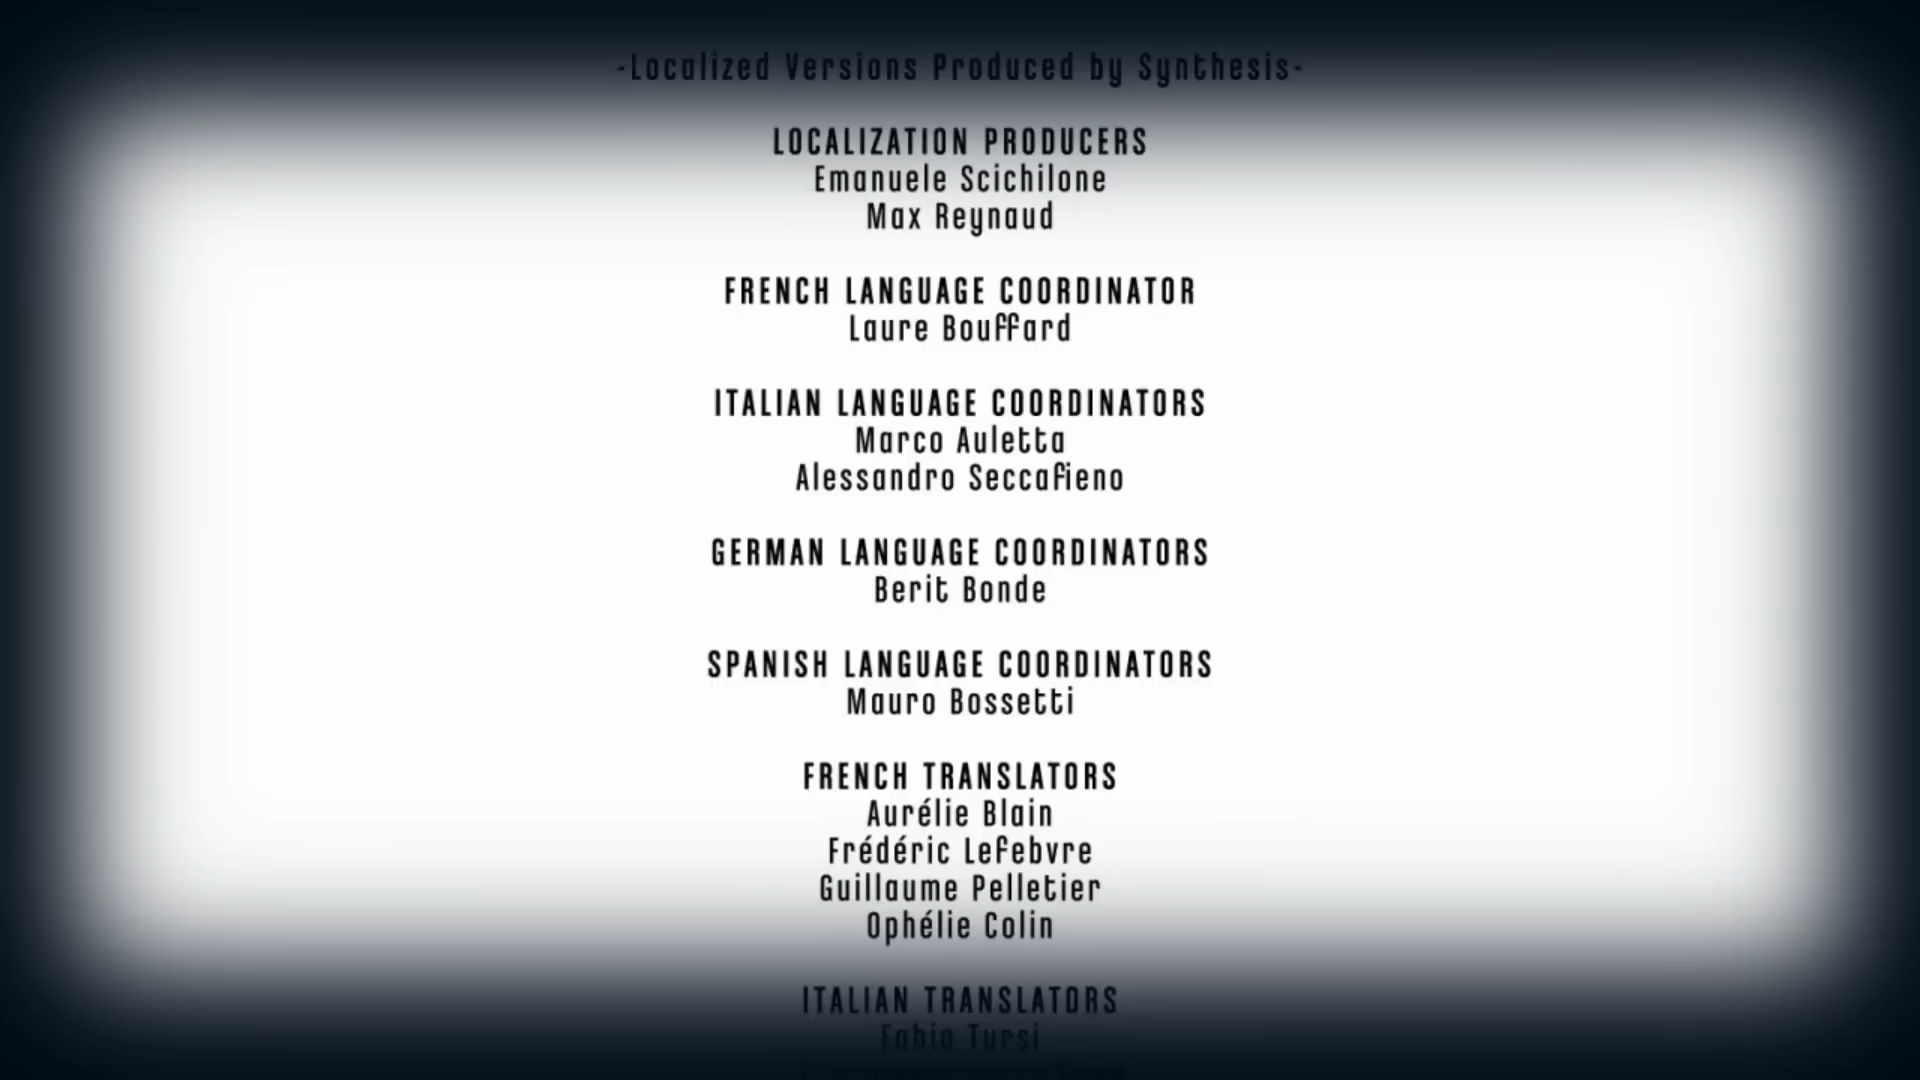 -Localized Versions Produced by Synthesis-
LOCALIZATION PRODUCERS
Emanuele Scichilone
Max Reynaud
FRENCH LANGUAGE COORDINATOR
Laure Bouffard
ITALIAN LANGUAGE COORDINATORS
Marco Auletta
Alessandro Seccafieno
GERMAN LANGUAGE COORDINATORS
Berit Bonde
SPANISH LANGUAGE COORDINATORS
Mauro Bossetti
FRENCH TRANSLATORS
Aurélie Blain
Frédéric Lefebvre
Guillaume Pelletier
Ophélie Colin
ITALIAN TRANSLATORS
Fabio Tursi